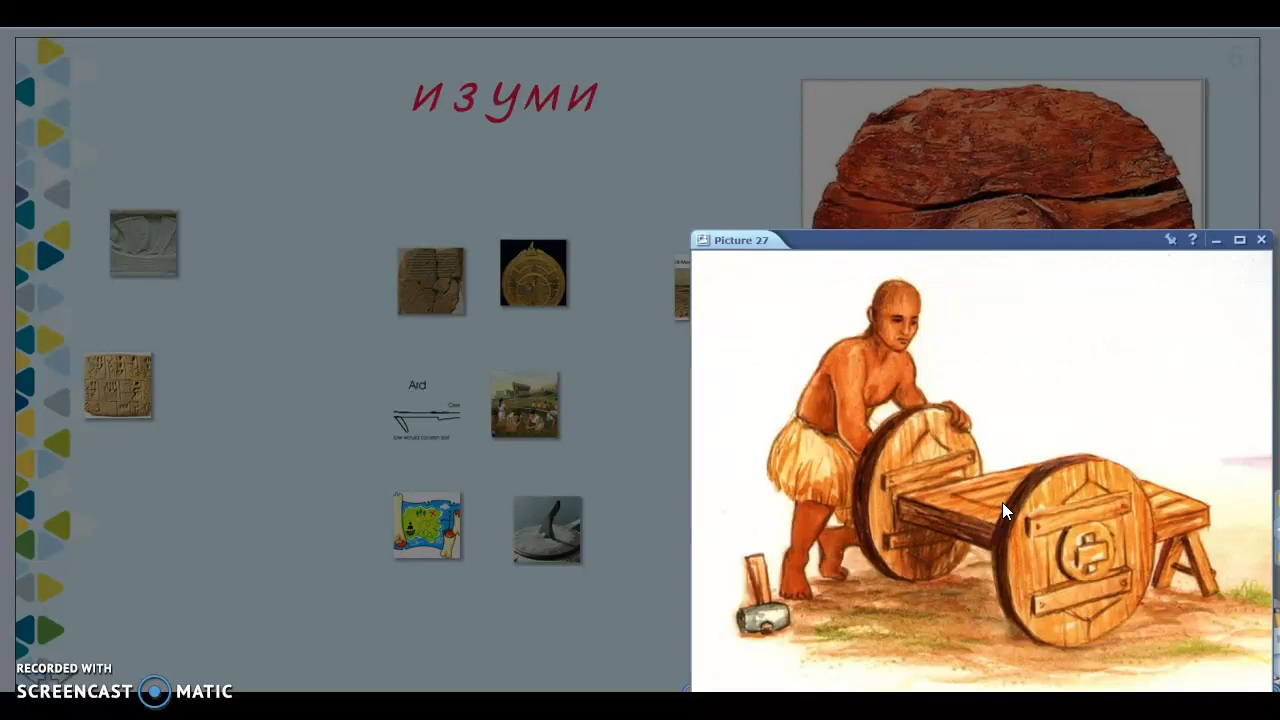 изуми
Picture 27
Ard
RECORDED WITH
SCREENCAST MATIC